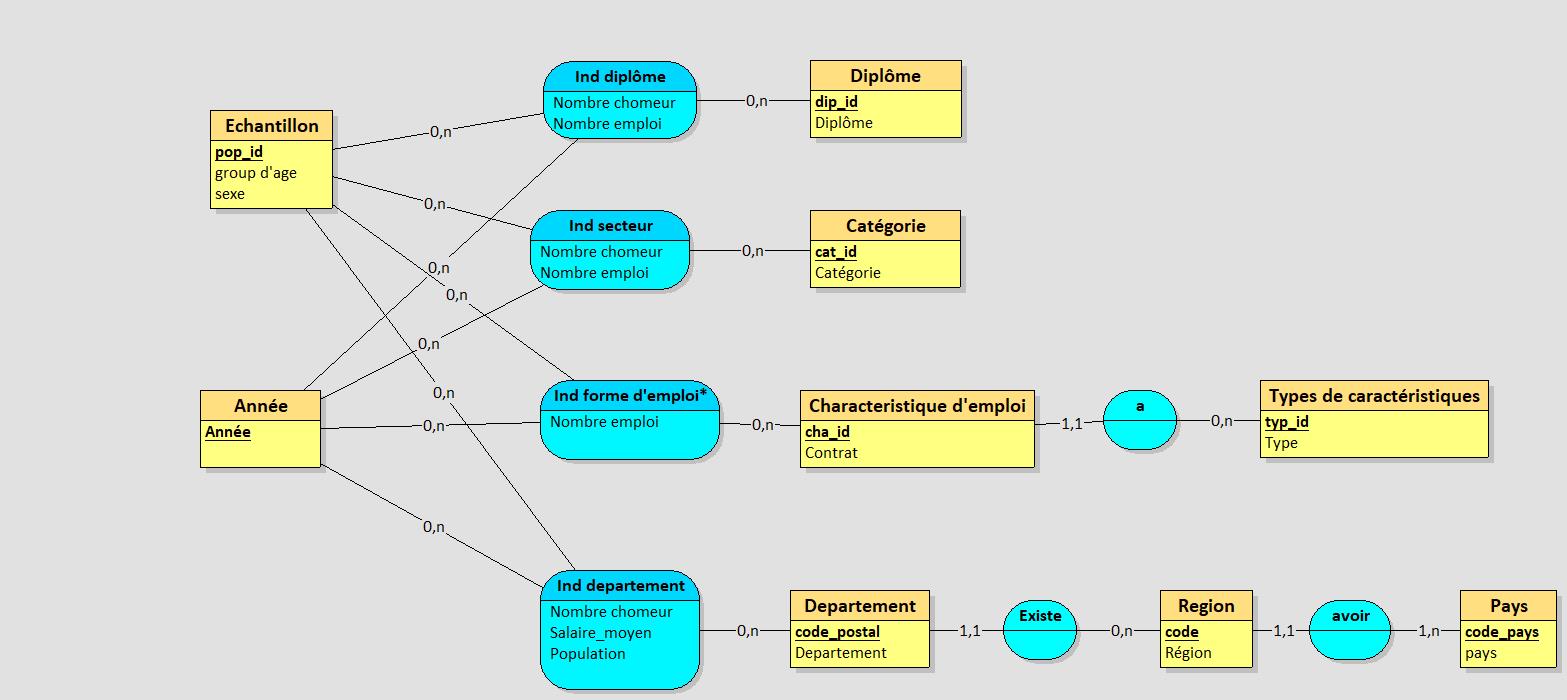 Ind diplôme
Nombre chomeur
Nombre emploi
0,n
Diplôme
dip_id
Diplôme
Echantillon
pop_id
group d'age
sexe
0,n
0,n
Ind secteur
Nombre chomeur
Nombre emploi
0,n
Catégorie
cat_id
Catégorie
0,n
0,n
0,n
0,n
Année
Année
0,n
Ind forme d'emploi*
Nombre emploi
0,n
Characteristique d'emploi
cha_id
Contrat
1,1
a
0,n
Types de caractéristiques
typ_id
Type
0,n
Ind departement
Nombre chomeur
Salaire_moyen
Population
0,n
Departement
code_postal
Departement
1,1
Existe
0,n
Region
code
Région
1,1
avoir
1,n
Pays
code_pays
pays